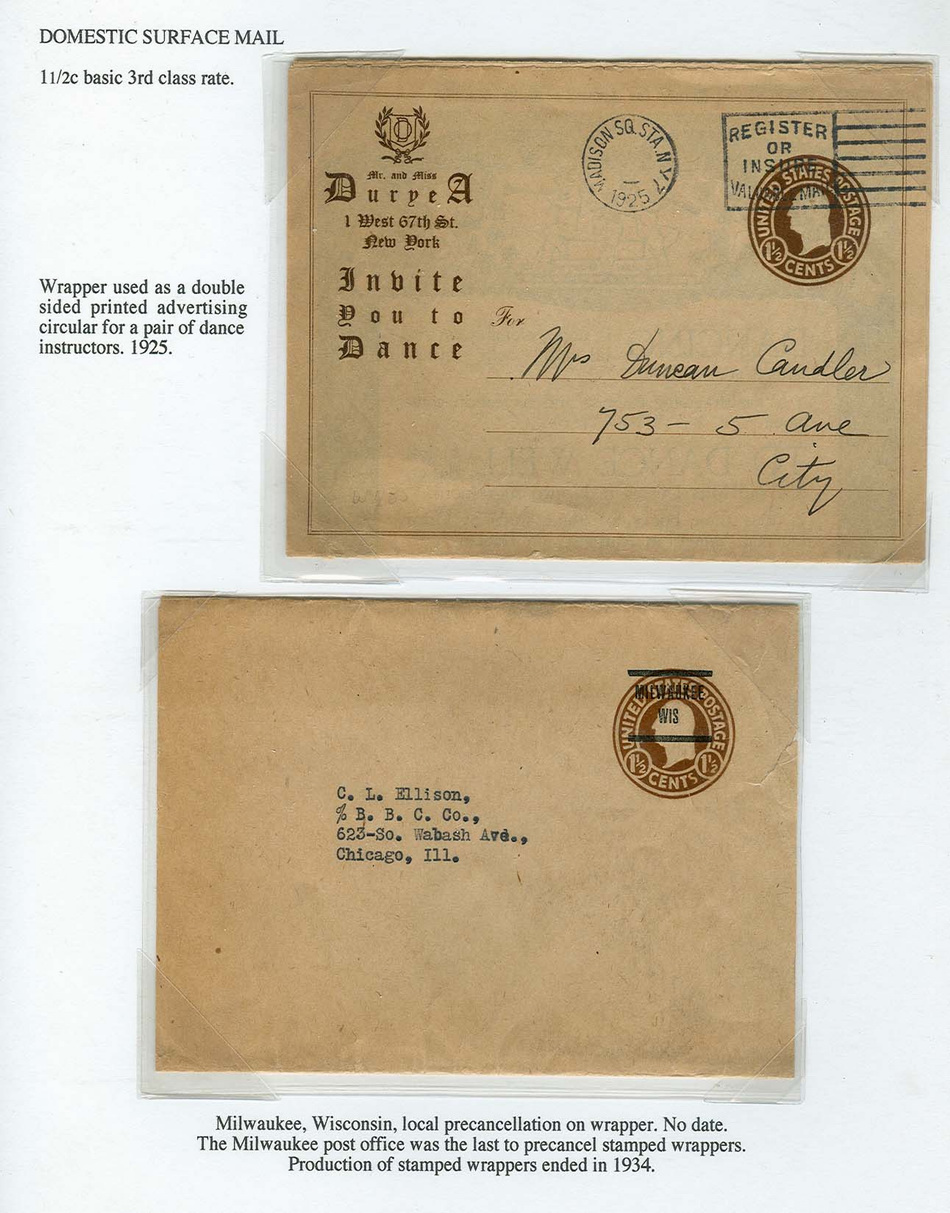 DOMESTIC SURFACE MAIL
11/2c basic 3rd class rate.
Mr. and Miss
DuryeA
1 West 67th St.
New York
Invite
You to
Dance
MADISON SQ. STA. N.Y. 7
1925
REGISTER
OR
INSURE
VALUABLE MAIL
UNITED STATES POSTAGE
1½ CENTS 1½
For
Mrs Duncan Candler
753 - 5 Ave
City
Wrapper used as a double
sided printed advertising
circular for a pair of dance
instructors. 1925.
MILWAUKEE
WIS
UNITED STATES POSTAGE
1½ CENTS 1½
C. L. Ellison,
% B. B. C. Co.,
623-So. Wabash Ave.,
Chicago, Ill.
Milwaukee, Wisconsin, local precancellation on wrapper. No date.
The Milwaukee post office was the last to precancel stamped wrappers.
Production of stamped wrappers ended in 1934.